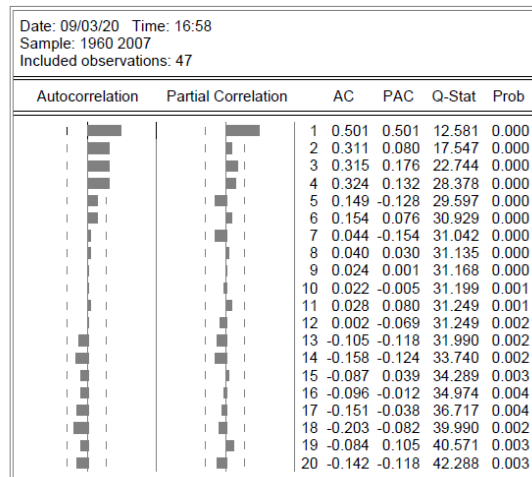 Date: 09/03/20 Time: 16:58
Sample: 1960 2007
Included observations: 47
Autocorrelation Partial Correlation AC PAC Q-Stat Prob
1 0.501 0.501 12.581 0.000
2 0.311 0.080 17.547 0.000
3 0.315 0.176 22.744 0.000
4 0.324 0.132 28.378 0.000
5 0.149 -0.128 29.597 0.000
6 0.154 0.076 30.929 0.000
7 0.044 -0.154 31.042 0.000
8 0.040 0.030 31.135 0.000
9 0.024 0.001 31.168 0.000
10 0.022 -0.005 31.199 0.001
11 0.028 0.080 31.249 0.001
12 0.002 -0.069 31.249 0.002
13 -0.105 -0.118 31.990 0.002
14 -0.158 -0.124 33.740 0.002
15 -0.087 0.039 34.289 0.003
16 -0.096 -0.012 34.974 0.004
17 -0.151 -0.038 36.717 0.004
18 -0.203 -0.082 39.990 0.002
19 -0.084 0.105 40.571 0.003
20 -0.142 -0.118 42.288 0.003